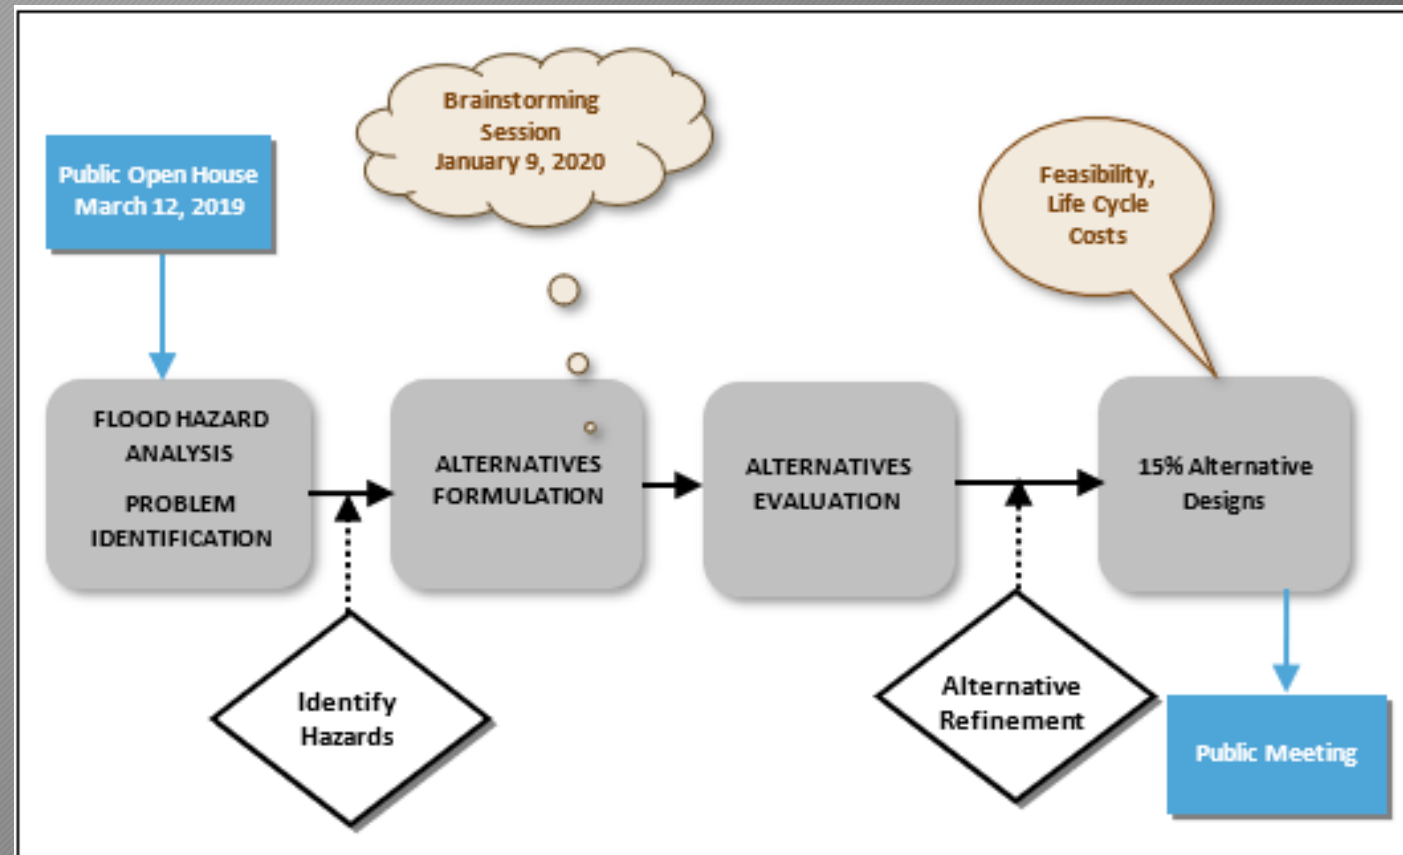 Brainstorming
Session
January 9, 2020
Public Open House
March 12, 2019
Feasibility,
Life Cycle
Costs
FLOOD HAZARD
ANALYSIS
PROBLEM
IDENTIFICATION
ALTERNATIVES
FORMULATION
ALTERNATIVES
EVALUATION
15% Alternative
Designs
Identify
Hazards
Alternative
Refinement
Public Meeting